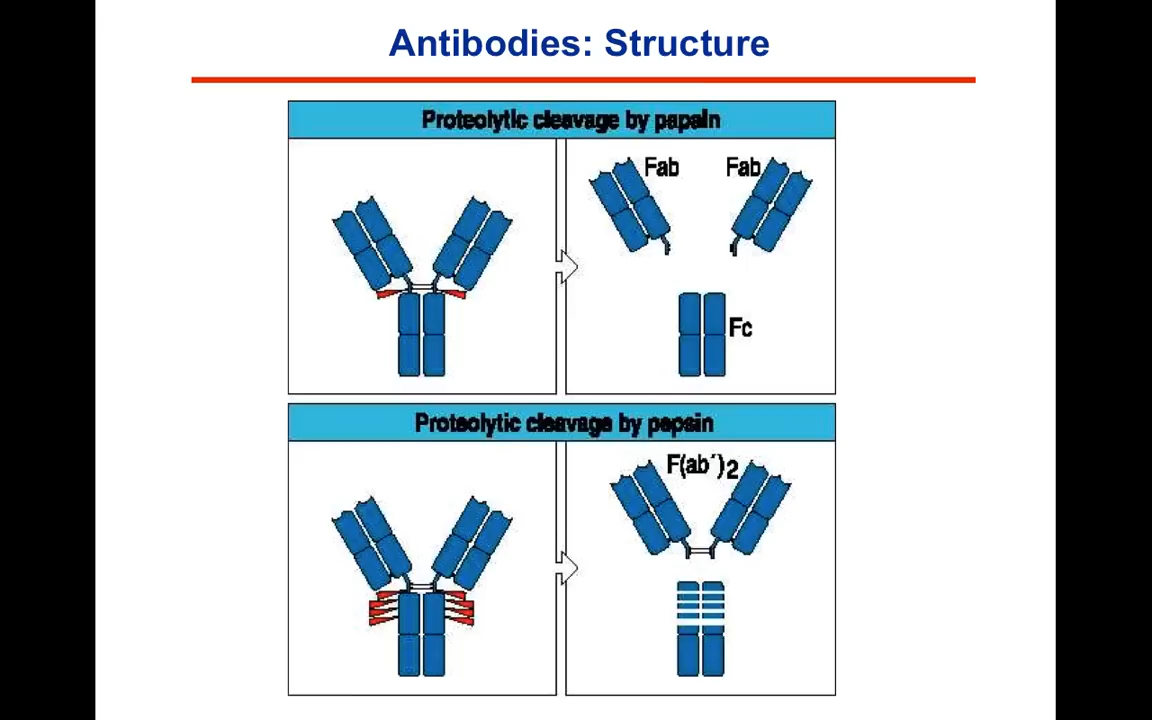 Antibodies: Structure
Proteolytic cleavage by papain
Fab
Fab
Fc
Proteolytic cleavage by pepsin
F(ab´)2